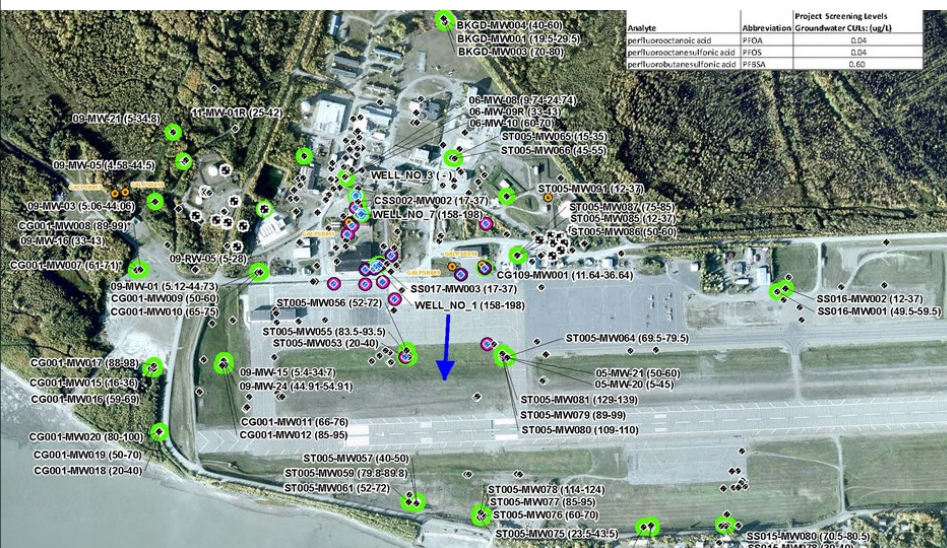 Analyte Abbreviation Project Screening Levels Groundwater CULs: (ug/L)
perfluorooctanoic acid PFOA 0.04
perfluorooctanesulfonic acid PFOS 0.04
perfluorobutanesulfonic acid PFBSA 0.60
BKGD-MW004 (40-60)
BKGD-MW001 (19.5-29.5)
BKGD-MW003 (70-80)
09-MW-21 (5-34.8)
11-MW-01R (25-42)
06-MW-08 (9.74-24.74)
06-MW-09R (33-43)
06-MW-10 (60-70)
ST005-MW065 (15-35)
ST005-MW066 (45-55)
09-MW-05 (4.58-44.5)
WELL_NO_3 ( - )
ST005-MW091 (12-37)
CSS002-MW002 (17-37)
09-MW-03 (5.06-44.06)
WELL_NO_7 (158-198)
ST005-MW087 (75-85)
ST005-MW085 (12-37)
ST005-MW086 (50-60)
CG001-MW008 (89-99)
09-MW-16 (33-43)
09-RW-05 (5-28)
CG001-MW007 (61-71)
CG109-MW001 (11.64-36.64)
09-MW-01 (5.12-44.73)
CG001-MW009 (50-60)
CG001-MW010 (65-75)
SS017-MW003 (17-37)
ST005-MW056 (52-72)
WELL_NO_1 (158-198)
SS016-MW002 (12-37)
SS016-MW001 (49.5-59.5)
ST005-MW055 (83.5-93.5)
ST005-MW053 (20-40)
ST005-MW064 (69.5-79.5)
CG001-MW017 (88-98)
CG001-MW015 (16-36)
CG001-MW016 (59-69)
09-MW-15 (5.4-34.7)
09-MW-24 (44.91-54.91)
05-MW-21 (50-60)
05-MW-20 (5-45)
ST005-MW081 (129-139)
ST005-MW079 (89-99)
ST005-MW080 (109-110)
CG001-MW011 (66-76)
CG001-MW012 (85-95)
CG001-MW020 (80-100)
CG001-MW019 (50-70)
CG001-MW018 (20-40)
ST005-MW057 (40-50)
ST005-MW059 (79.8-89.8)
ST005-MW061 (52-72)
ST005-MW078 (114-124)
ST005-MW077 (85-95)
ST005-MW076 (60-70)
ST005-MW075 (23.5-43.5)
SS015-MW080 (70.5-80.5)